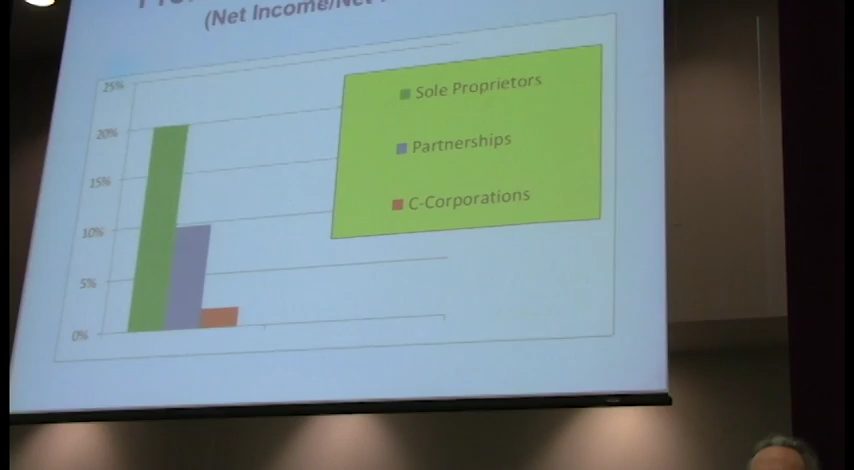 (Net Income/Net
25%
20%
15%
10%
5%
0%
Sole Proprietors
Partnerships
C-Corporations